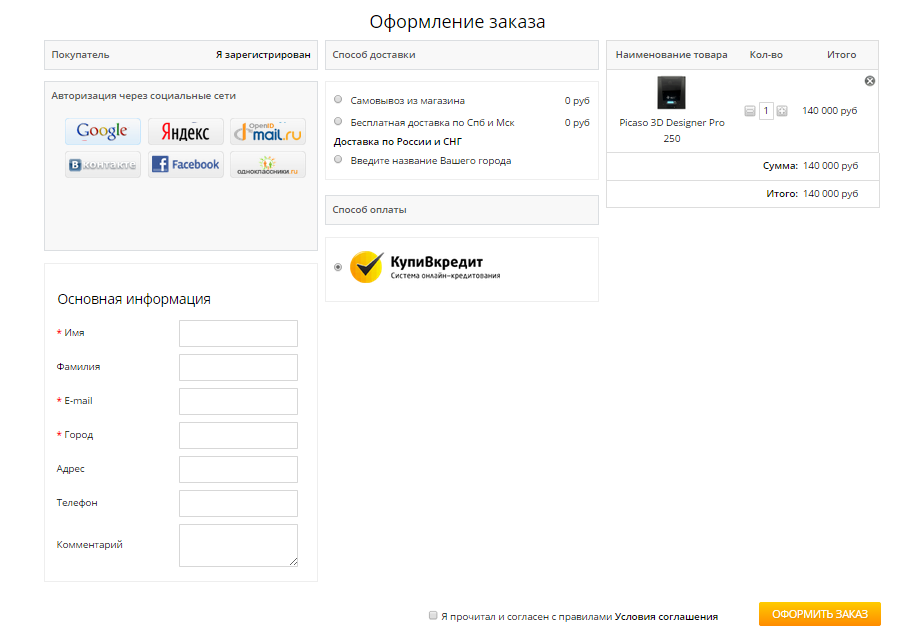 Оформление заказа
Покупатель
Я зарегистрирован
Авторизация через социальные сети
Google
Яндекс
OpenID
@mail.ru
В контакте
Facebook
одноклассники.ru
Основная информация
* Имя
Фамилия
* E-mail
* Город
Адрес
Телефон
Комментарий
Способ доставки
Самовывоз из магазина 0 руб
Бесплатная доставка по Спб и Мск 0 руб
Доставка по России и СНГ
Введите название Вашего города
Способ оплаты
КупиВкредит
Система онлайн-кредитования
Наименование товара Кол-во Итого
Picaso 3D Designer Pro
250
1
140 000 руб
Сумма: 140 000 руб
Итого: 140 000 руб
Я прочитал и согласен с правилами Условия соглашения
ОФОРМИТЬ ЗАКАЗ